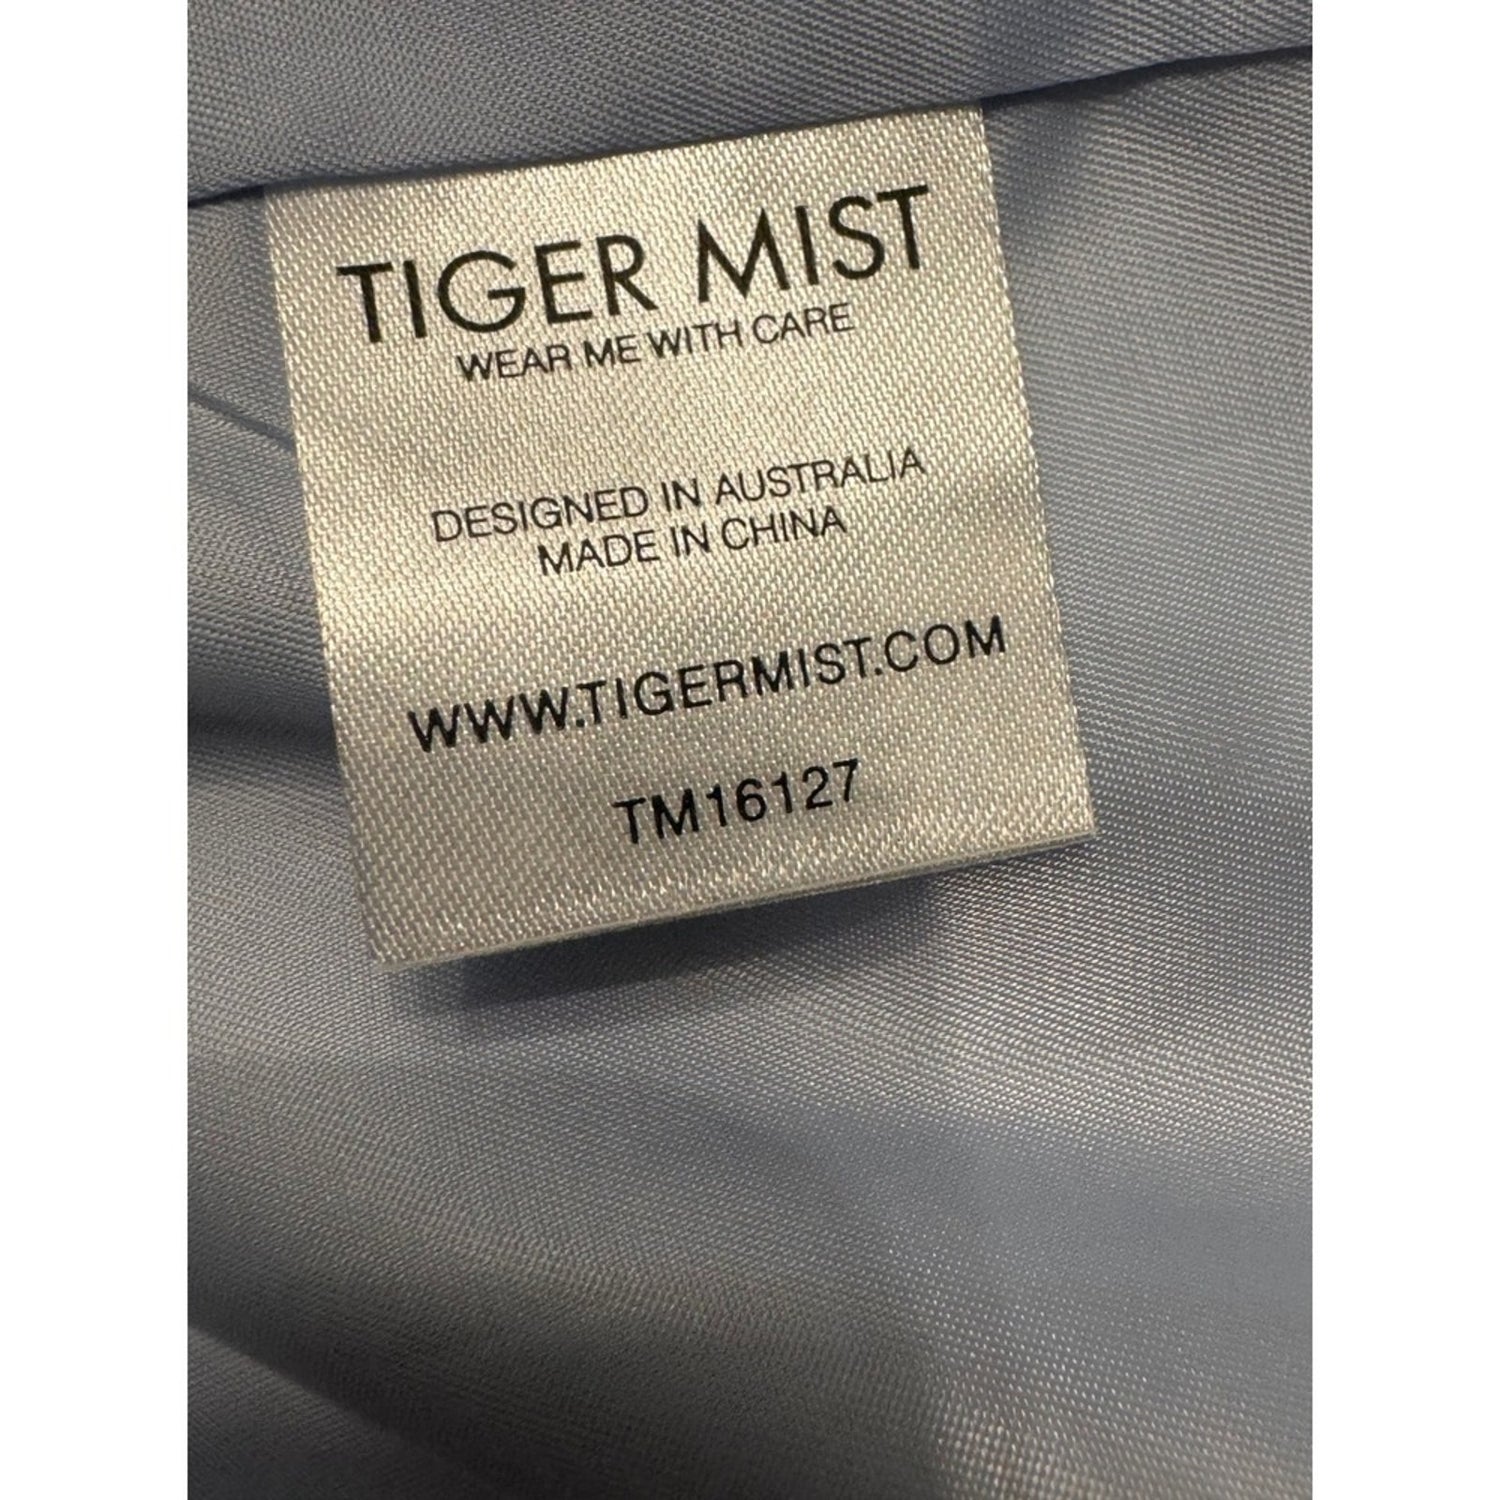 TIGER MIST
WEAR ME WITH CARE
DESIGNED IN AUSTRALIA
MADE IN CHINA
WWW.TIGERMIST.COM
TM16127